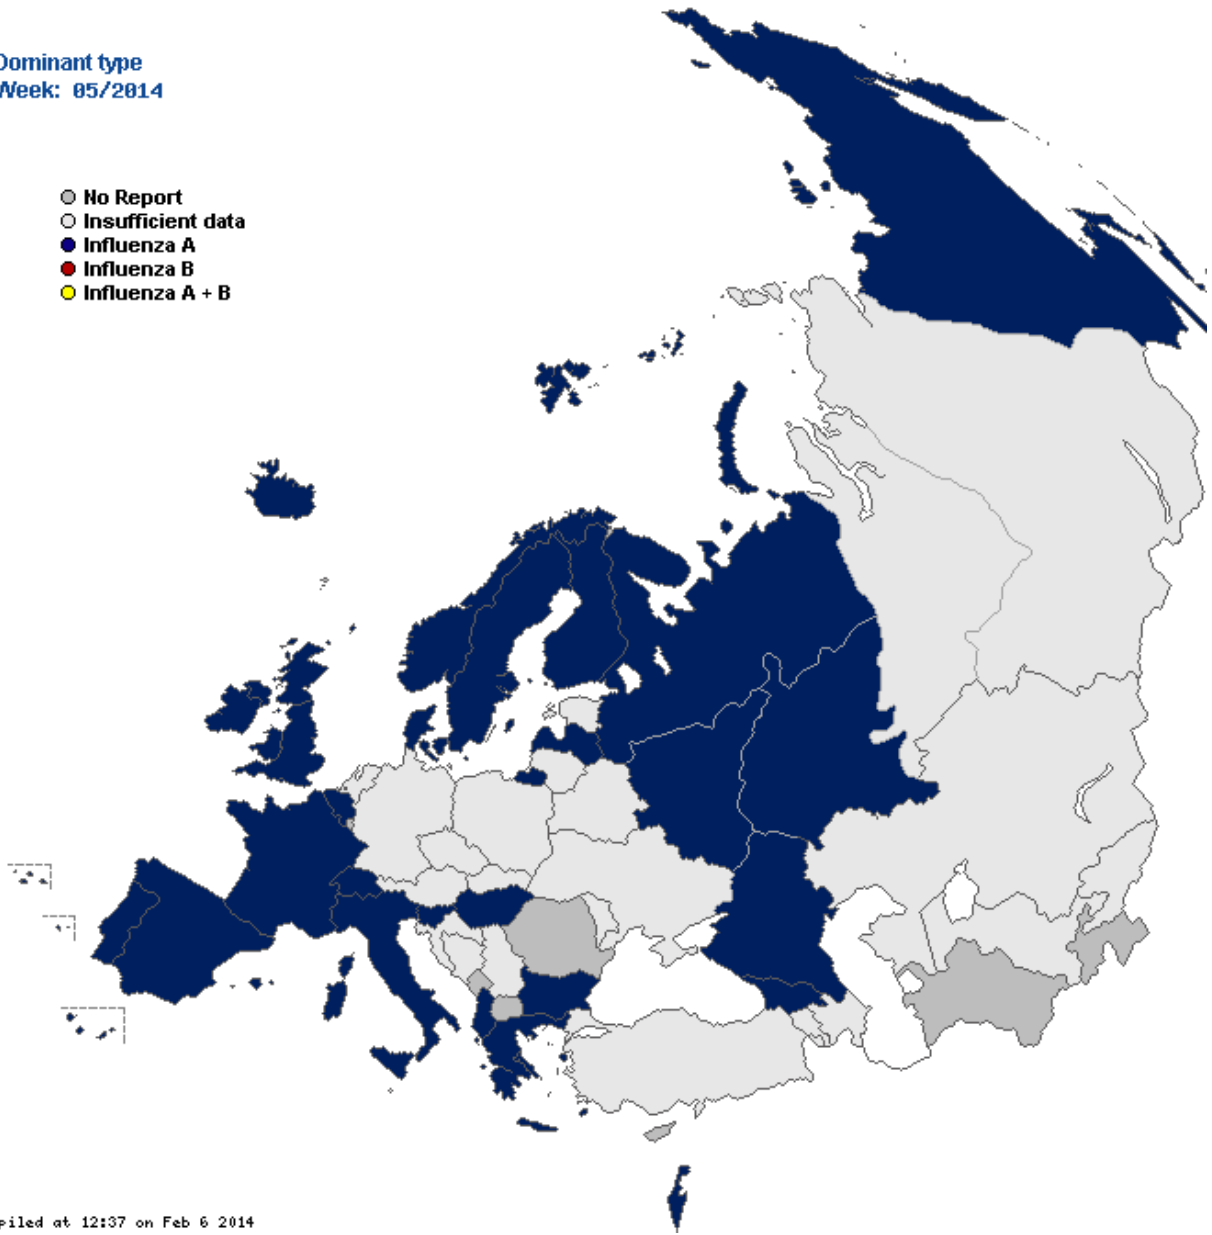 Dominant type
Week: 05/2014
No Report
Insufficient data
Influenza A
Influenza B
Influenza A + B
piled at 12:37 on Feb 6 2014